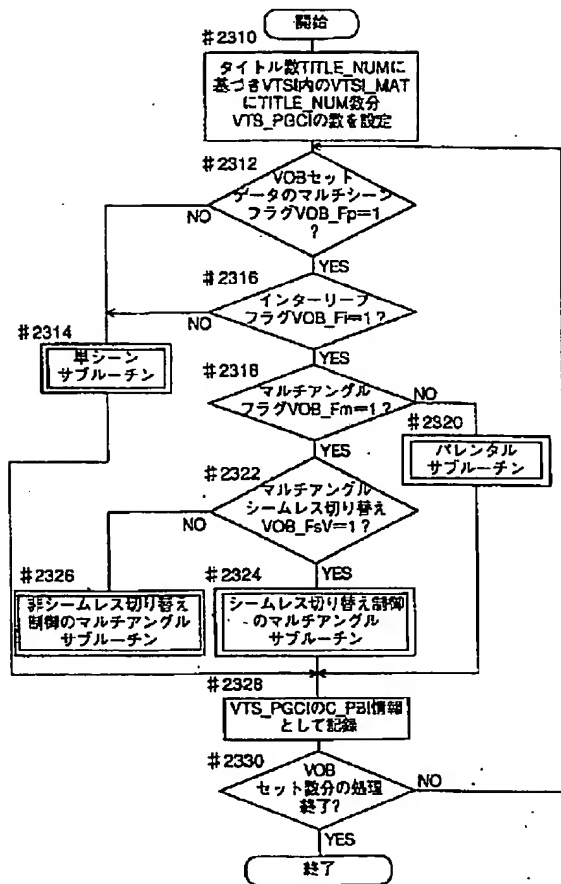 開始
#2310
タイトル数TITLE_NUMに
基づきVTSI内のVTSI_MAT
にTITLE_NUM数分
VTS_PGCIの数を設定
#2312
VOBセット
データのマルチシーン
フラグVOB_Fp=1
?
NO
YES
#2316
インターリーブ
フラグVOB_Fi=1?
NO
YES
#2314
単シーン
サブルーチン
#2318
マルチアングル
フラグVOB_Fm=1?
NO
YES
#2320
パレンタル
サブルーチン
#2322
マルチアングル
シームレス切り替え
VOB_FsV=1?
NO
YES
#2326
非シームレス切り替え
制御のマルチアングル
サブルーチン
#2324
シームレス切り替え制御
のマルチアングル
サブルーチン
#2328
VTS_PGCIのC_PBI情報
として記録
#2330
VOB
セット数分の処理
終了?
NO
YES
終了